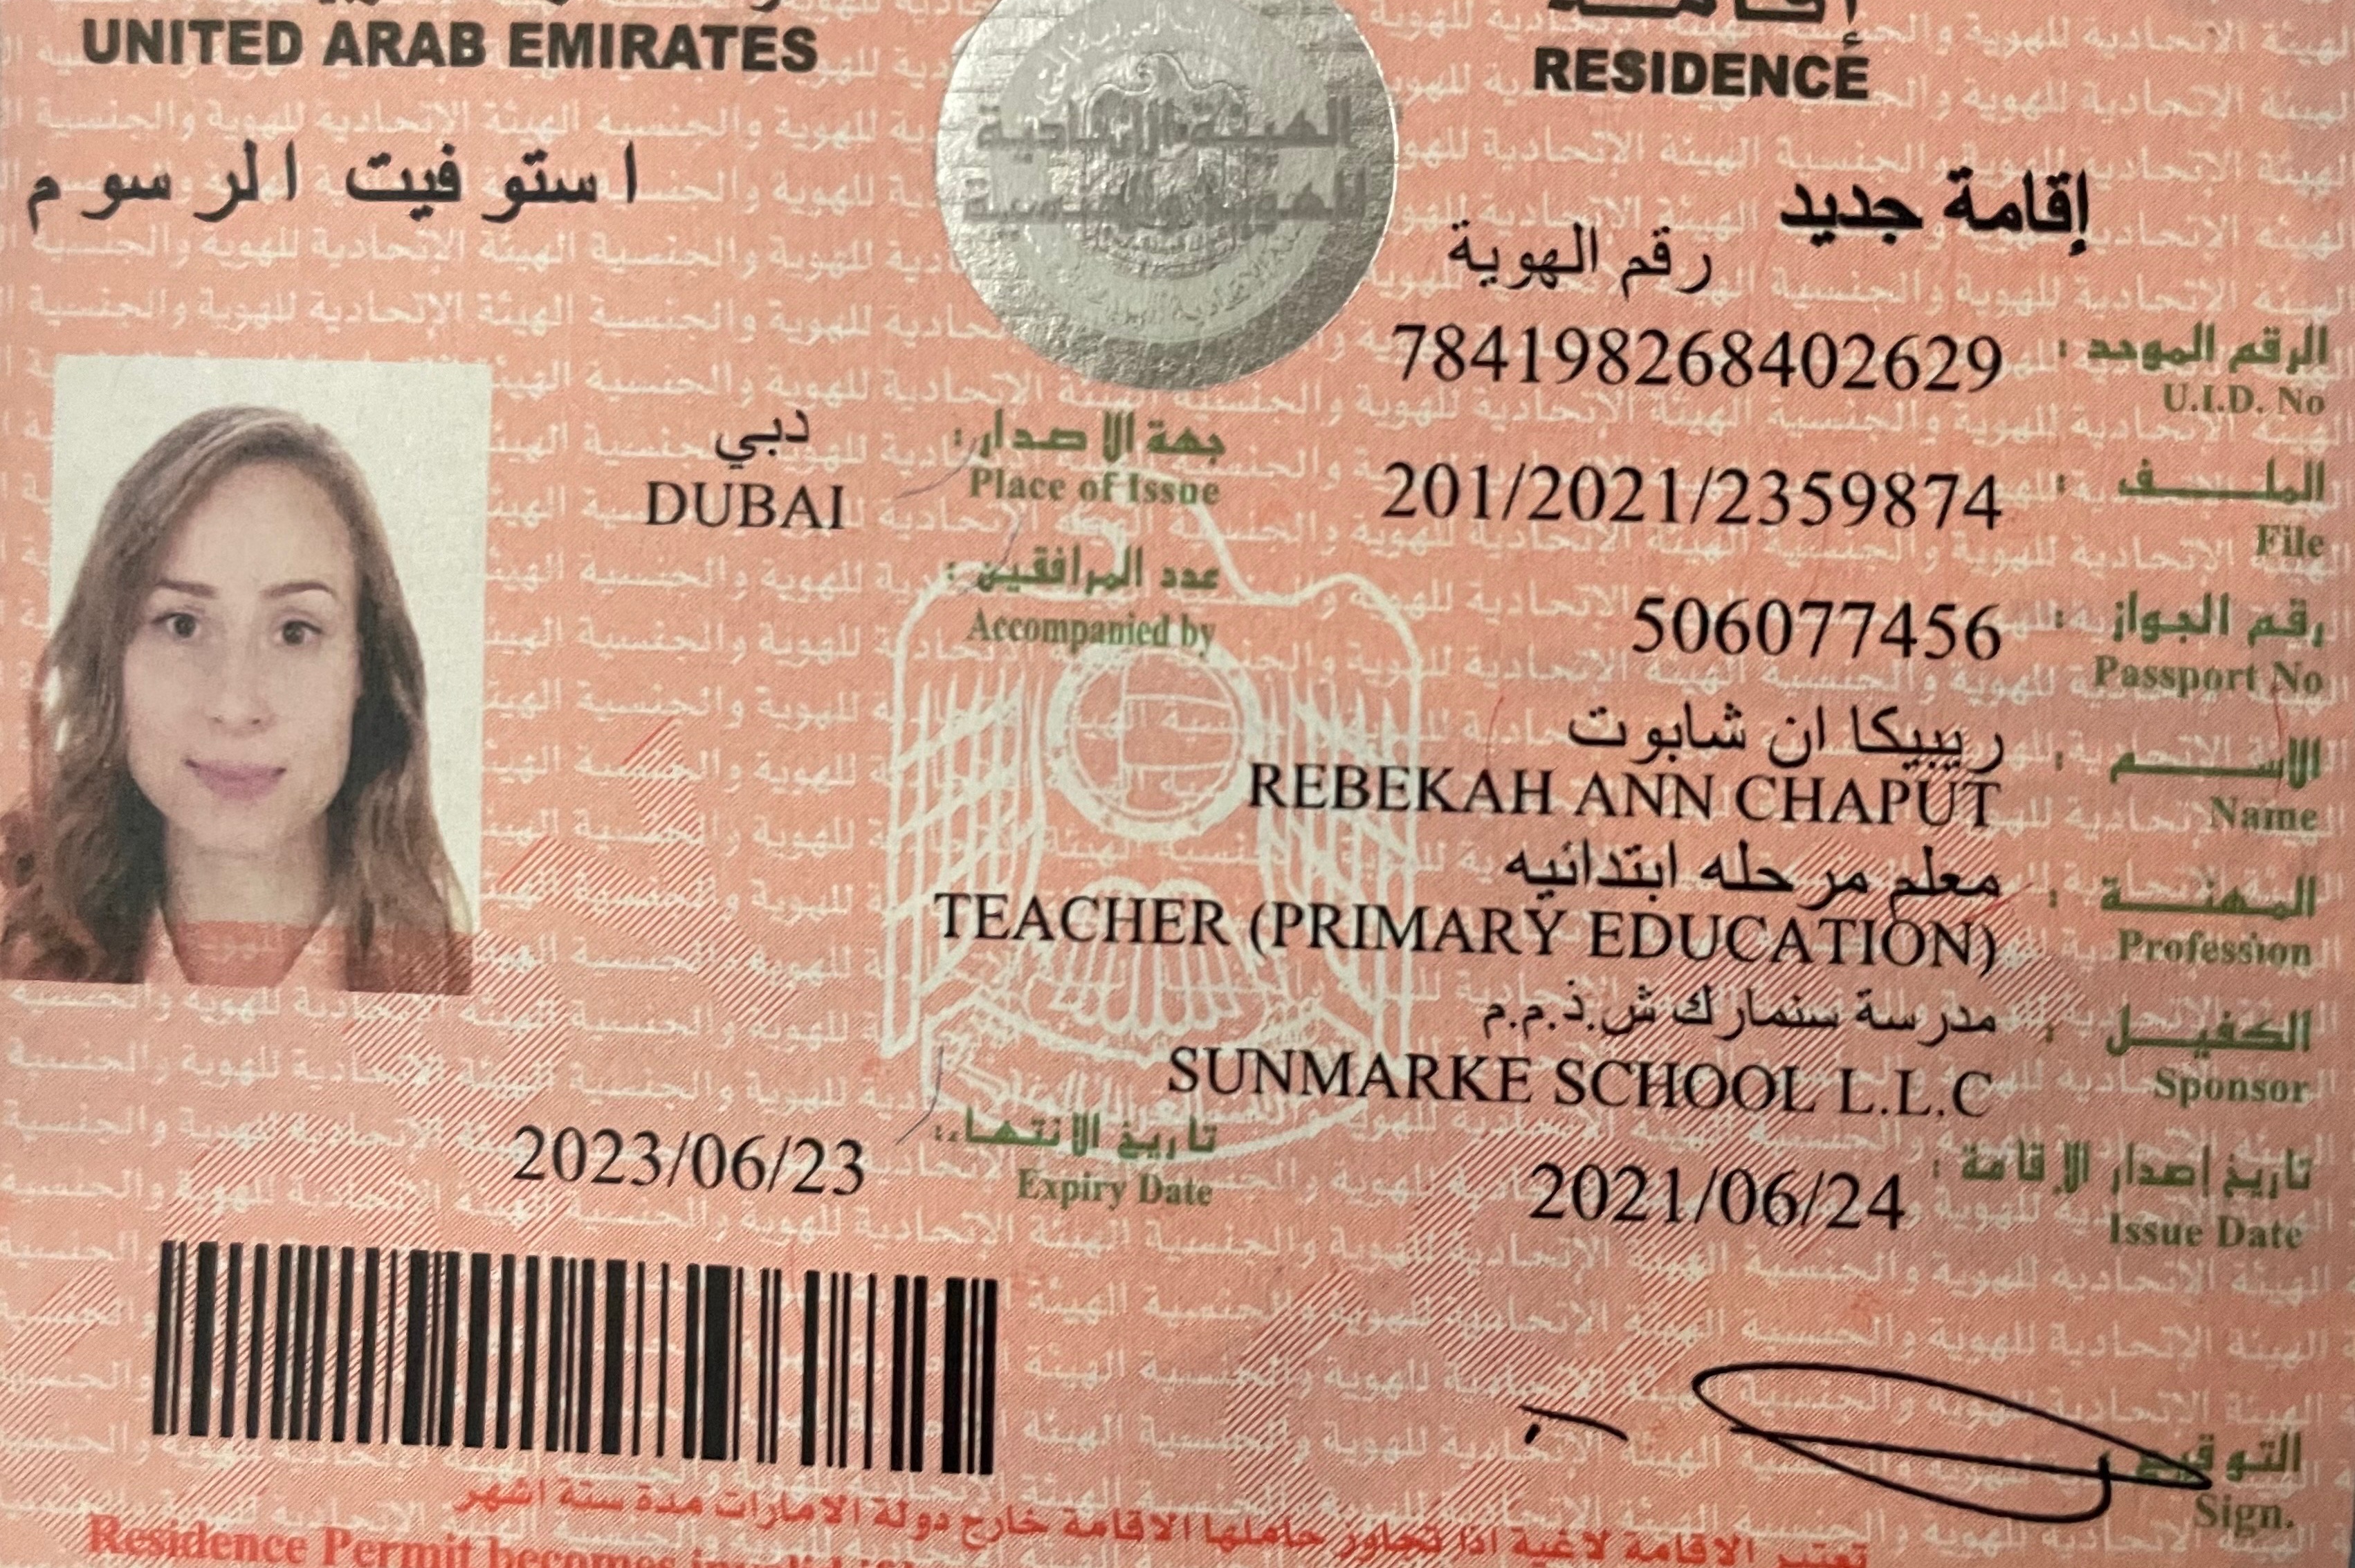 UNITED ARAB EMIRATES
RESIDENCE
استوفيت الرسوم
إقامة جديد
رقم الهوية
784198268402629
الرقم الموحد :
U.I.D. No
دبي
جهة الاصدار:
DUBAI
Place of Issue
201/2021/2359874
الملف :
File
عدد المرافقين :
Accompanied by
506077456
رقم الجواز :
Passport No
ريبيكا ان شابوت
الاسم :
REBEKAH ANN CHAPUT
Name
معلم مرحله ابتدائيه
المهنة :
TEACHER (PRIMARY EDUCATION)
Profession
مدرسة سنمارك ش.ذ.م.م
الكفيل :
SUNMARKE SCHOOL L.L.C
Sponsor
2023/06/23
تاريخ الانتهاء:
Expiry Date
2021/06/24
تاريخ إصدار الإقامة :
Issue Date
التوقيع
Sign.
تعتبر الاقامة لاغية اذا تجاوز حاملها الاقامة خارج دولة الامارات مدة ستة اشهر
Residence Permit becomes